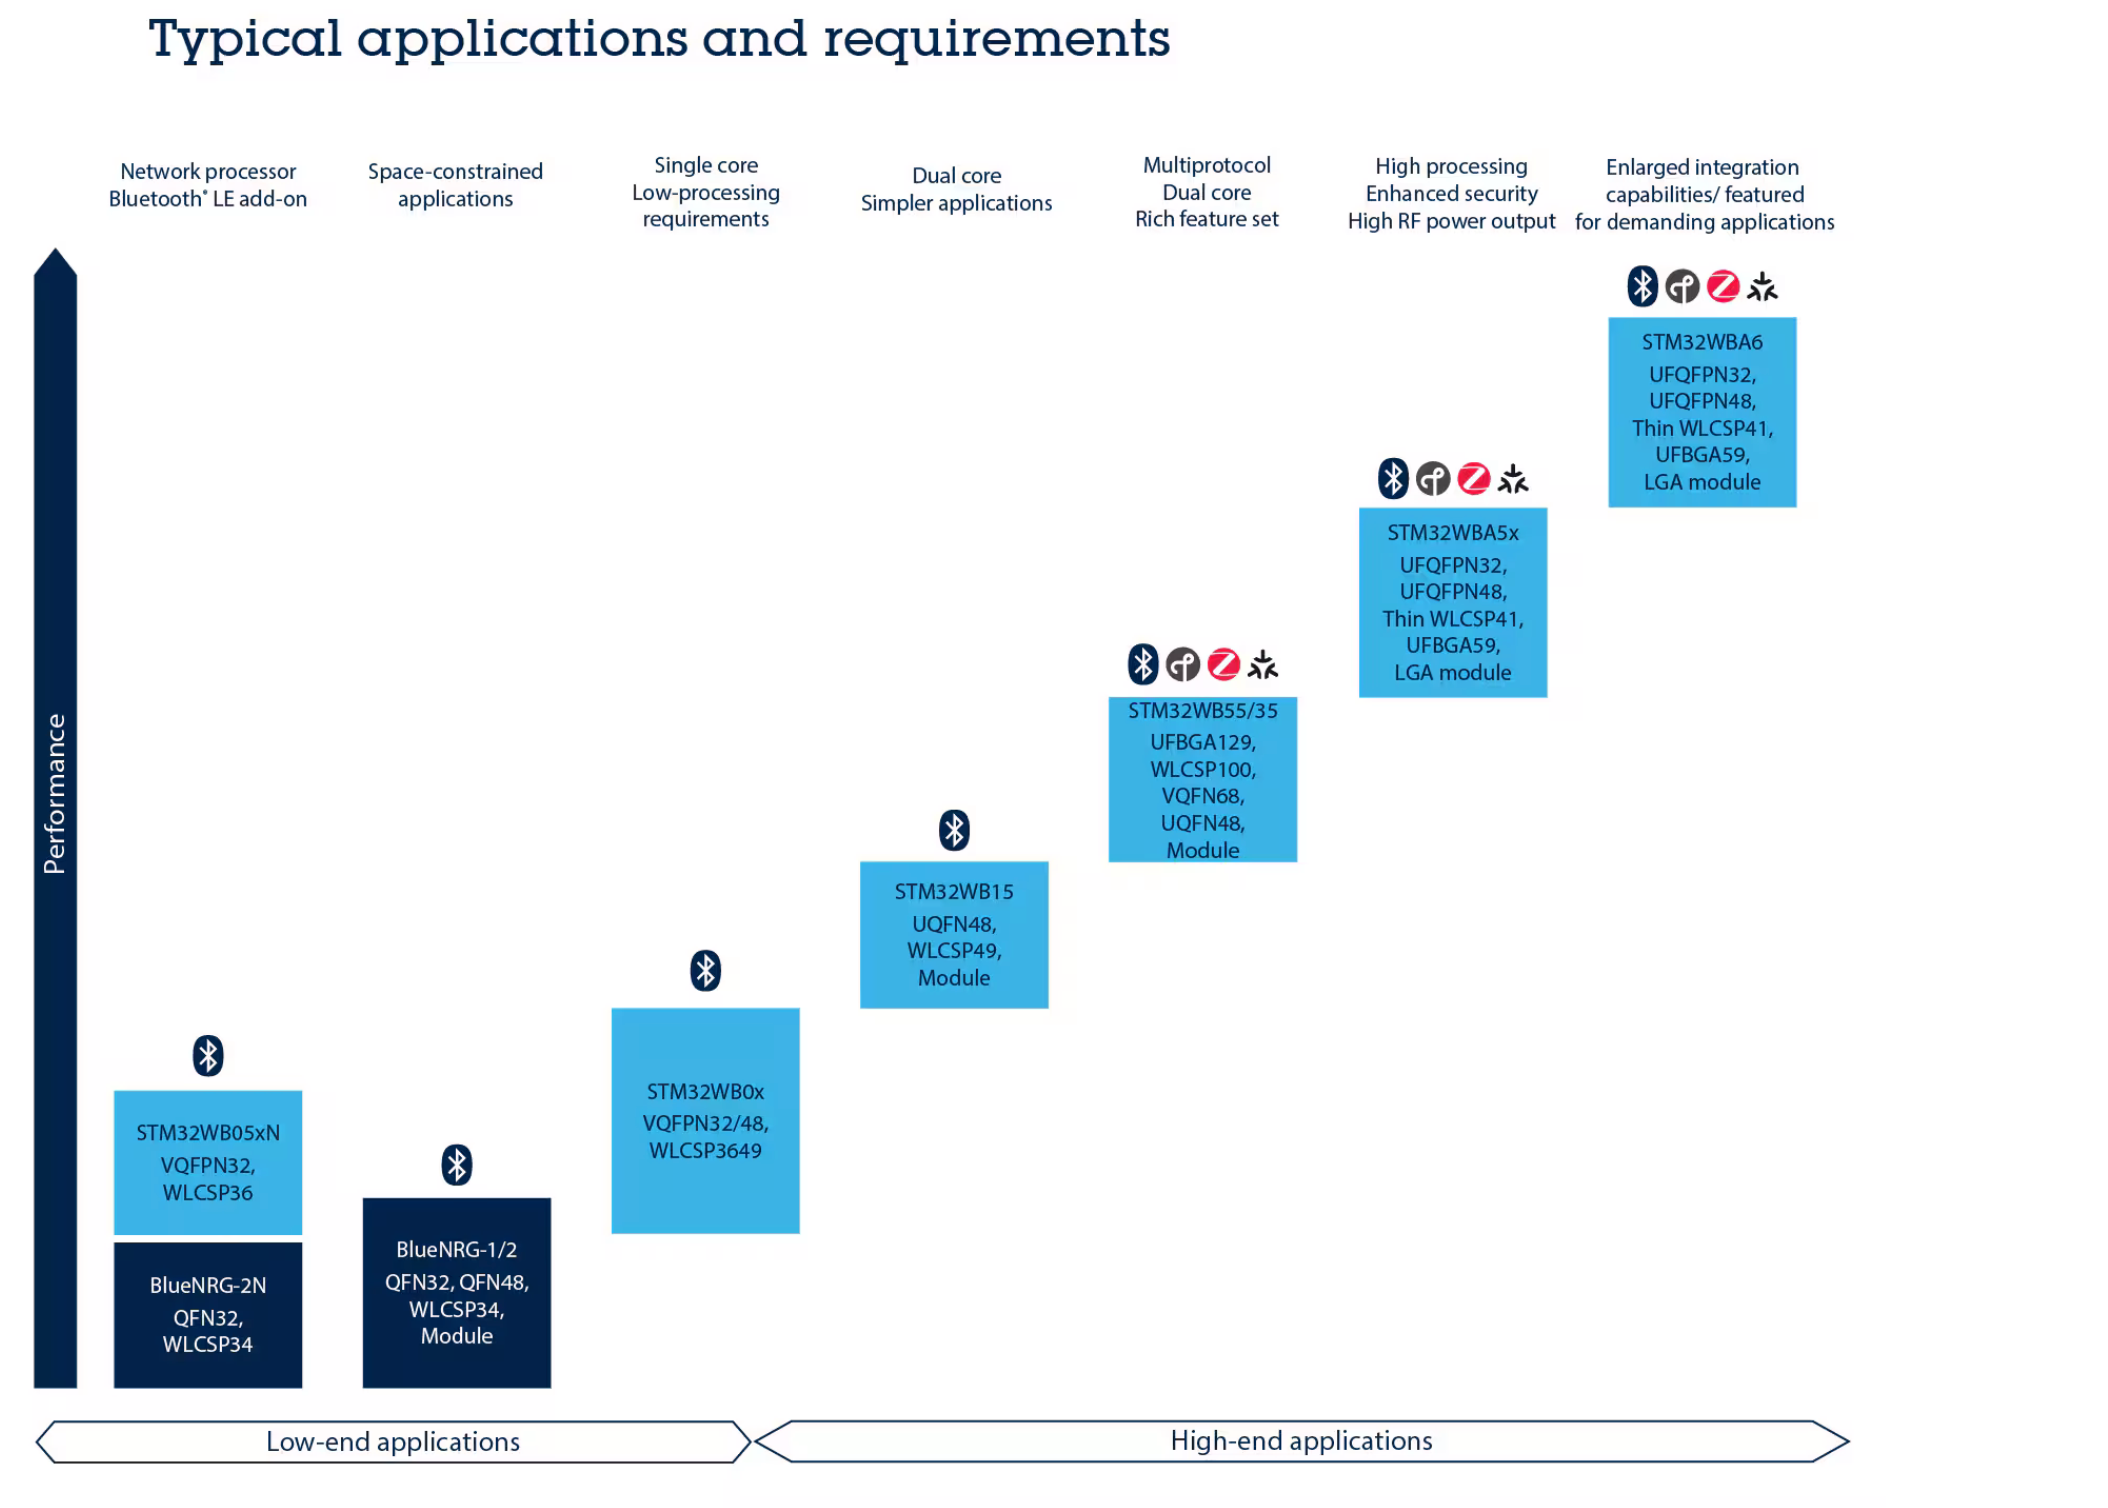 Typical applications and requirements
Network processor
Bluetooth® LE add-on
Space-constrained
applications
Single core
Low-processing
requirements
Dual core
Simpler applications
Multiprotocol
Dual core
Rich feature set
High processing
Enhanced security
High RF power output
Enlarged integration
capabilities/ featured
for demanding applications
Performance
STM32WB05xN
VQFPN32,
WLCSP36
BlueNRG-2N
QFN32,
WLCSP34
BlueNRG-1/2
QFN32, QFN48,
WLCSP34,
Module
STM32WB0x
VQFPN32/48,
WLCSP3649
STM32WB15
UQFN48,
WLCSP49,
Module
STM32WB55/35
UFBGA129,
WLCSP100,
VQFN68,
UQFN48,
Module
STM32WBA5x
UFQFPN32,
UFQFPN48,
Thin WLCSP41,
UFBGA59,
LGA module
STM32WBA6
UFQFPN32,
UFQFPN48,
Thin WLCSP41,
UFBGA59,
LGA module
Low-end applications
High-end applications